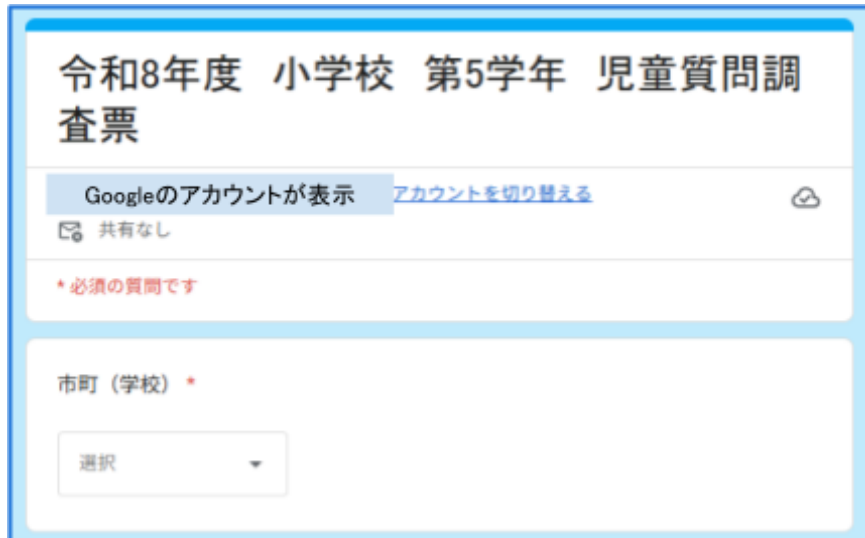 令和8年度　小学校　第5学年　児童質問調
査票
Googleのアカウントが表示 アカウントを切り替える
共有なし
* 必須の質問です
市町（学校） *
選択